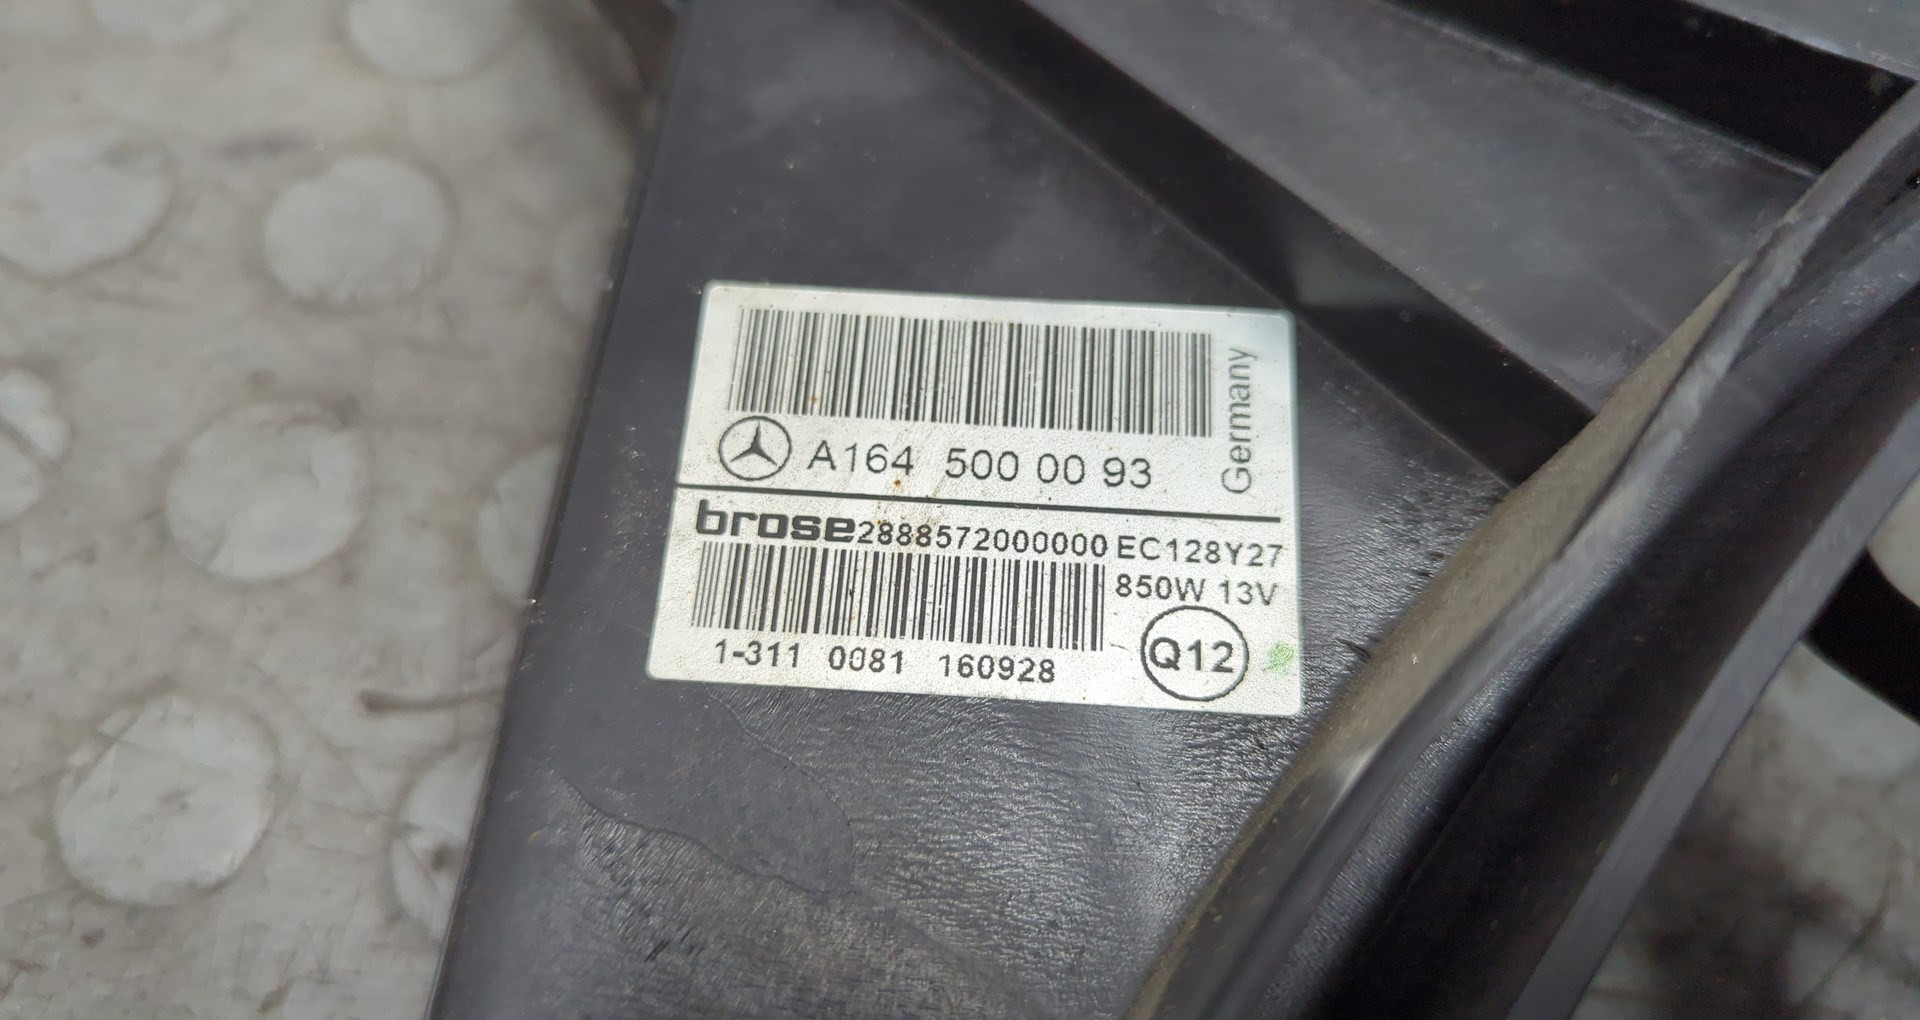 A164 500 00 93
Germany
brose 2888572000000 EC128Y27
850W 13V
1-311 0081 160928
Q12